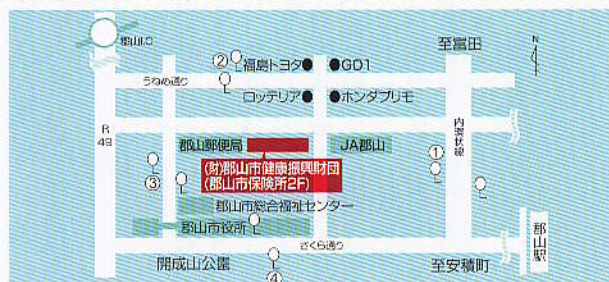 郡山I.C
②
福島トヨタ
GO1
至富田
うねめ通り
ロッテリア
ホンダプリモ
R
49
内環状線
郡山郵便局
JA郡山
①
(財)郡山市健康振興財団
(郡山市保険所2F)
③
郡山市総合福祉センター
郡山市役所
さくら通り
郡山駅
開成山公園
④
至安積町